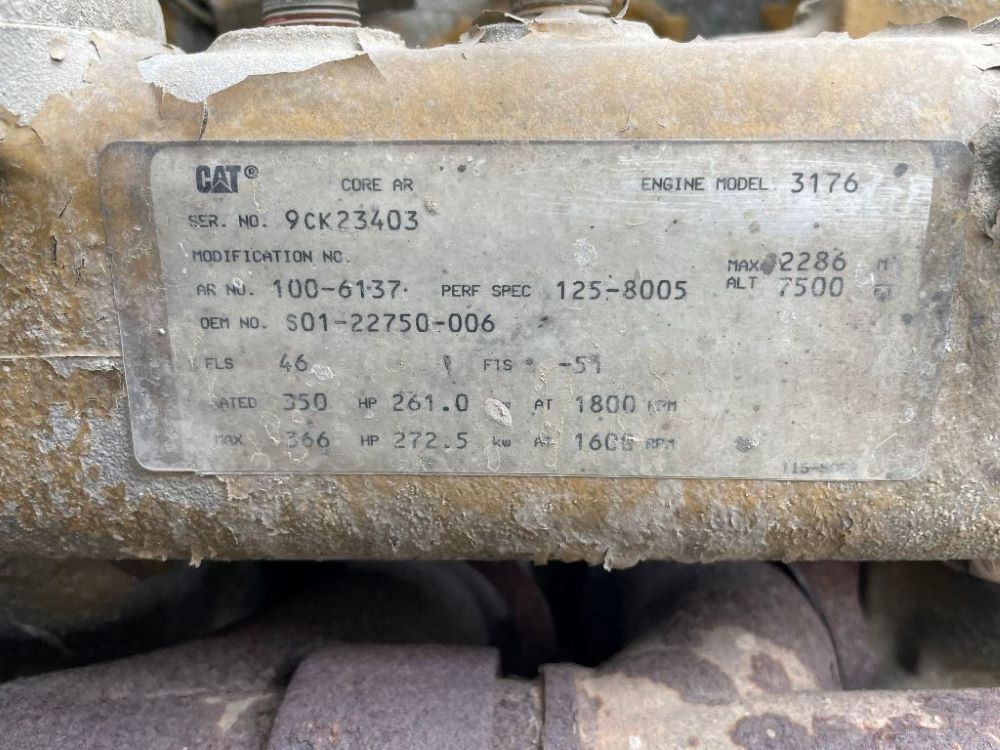 CAT® CORE AR ENGINE MODEL 3176
SER. NO. 9CK23403
MODIFICATION NO.
AR NO. 100-6137 PERF SPEC 125-8005 MAX 2286 M
OEM NO. S01-22750-006 ALT 7500
FLS 46 FTS
RATED 350 HP 261.0 AT 1800 RPM
MAX 366 HP 272.5 kW AT 1600 RPM